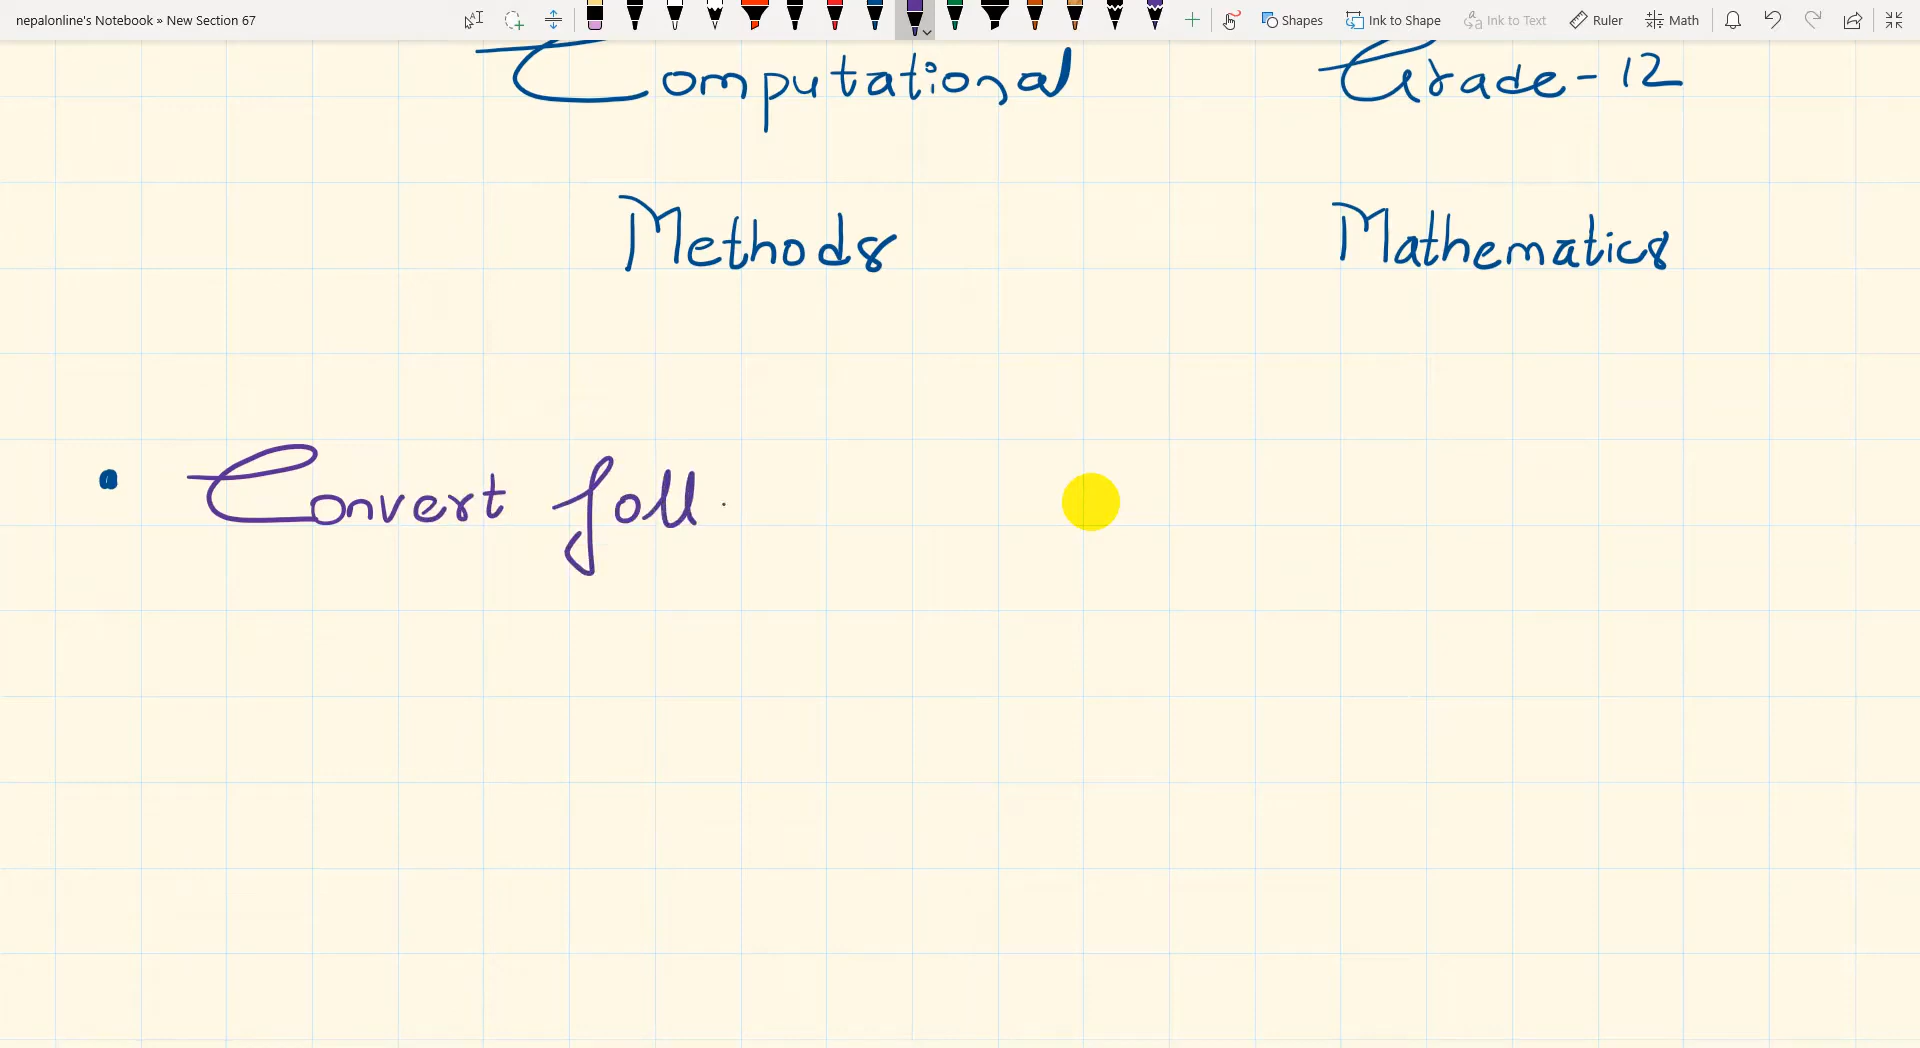 nepalonline's Notebook » New Section 67
Shapes Ink to Shape Ink to Text Ruler Math
Computational Grade-12
Methods Mathematics
Convert foll